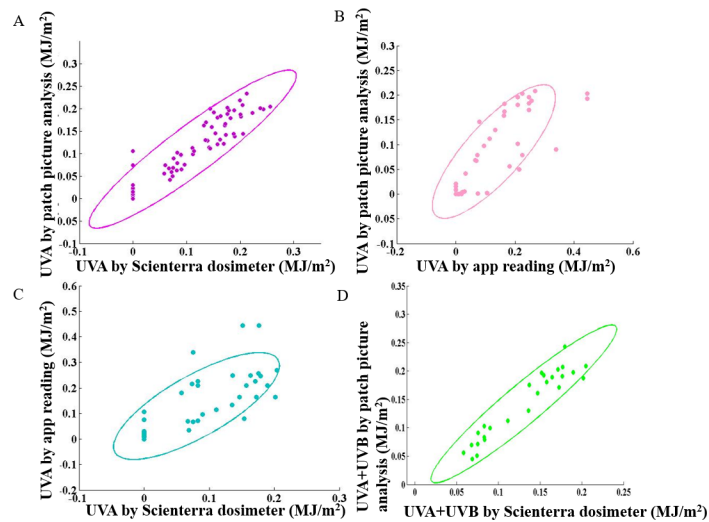 A
UVA by patch picture analysis (MJ/m²)
0.3
0.25
0.2
0.15
0.1
0.05
0
0.05
-0.1
-0.1 0 0.1 0.2 0.3
UVA by Scienterra dosimeter (MJ/m²)
B
UVA by patch picture analysis (MJ/m²)
0.3
0.25
0.2
0.15
0.1
0.05
0
0.05
-0.1
-0.2 0 0.2 0.4 0.6
UVA by app reading (MJ/m²)
C
UVA by app reading (MJ/m²)
0.6
0.5
0.4
0.3
0.2
0.1
0
-0.1
-0.2
-0.1 0 0.1 0.2 0.3
UVA by Scienterra dosimeter (MJ/m²)
D
UVA+UVB by patch picture
analysis (MJ/m²)
0.35
0.3
0.25
0.2
0.15
0.1
0.05
0
0 0.05 0.1 0.15 0.2 0.25
UVA+UVB by Scienterra dosimeter (MJ/m²)